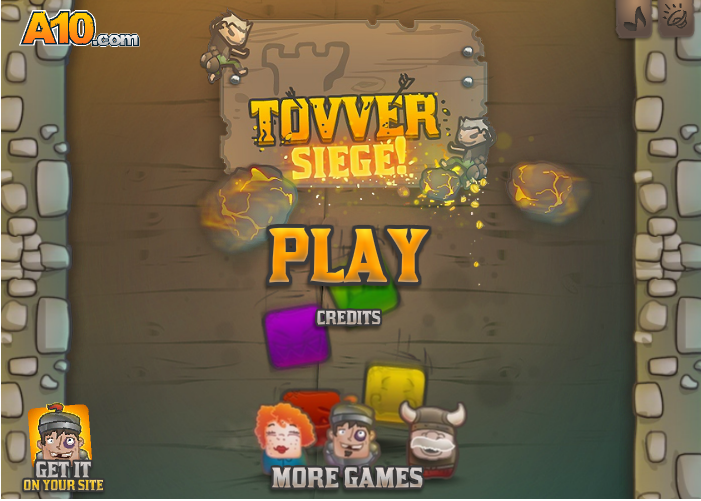 A10.com
TOVVER
SIEGE!
PLAY
CREDITS
GET IT
ON YOUR SITE
MORE GAMES